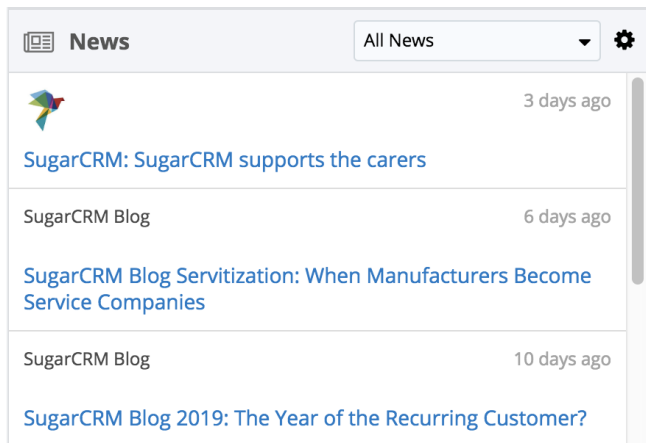 News
All News
3 days ago
SugarCRM: SugarCRM supports the carers
SugarCRM Blog
6 days ago
SugarCRM Blog Servitization: When Manufacturers Become
Service Companies
SugarCRM Blog
10 days ago
SugarCRM Blog 2019: The Year of the Recurring Customer?